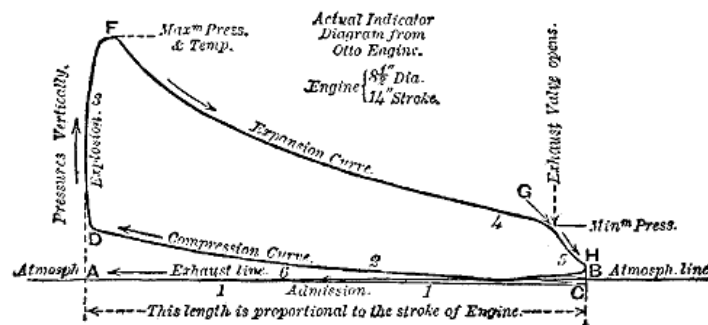 Actual Indicator
Diagram from
Otto Engine.
Engine { 8½" Dia.
14" Stroke.
F
Maxᵐ Press.
& Temp.
Pressures Vertically.
Explosion. 3
Expansion Curve.
4
G
Exhaust Valve opens.
Minᵐ Press.
5
H
D
Compression Curve.
2
Atmosph.
A
Exhaust line. 6
B
Atmosph. line
C
1
Admission.
1
This length is proportional to the stroke of Engine.